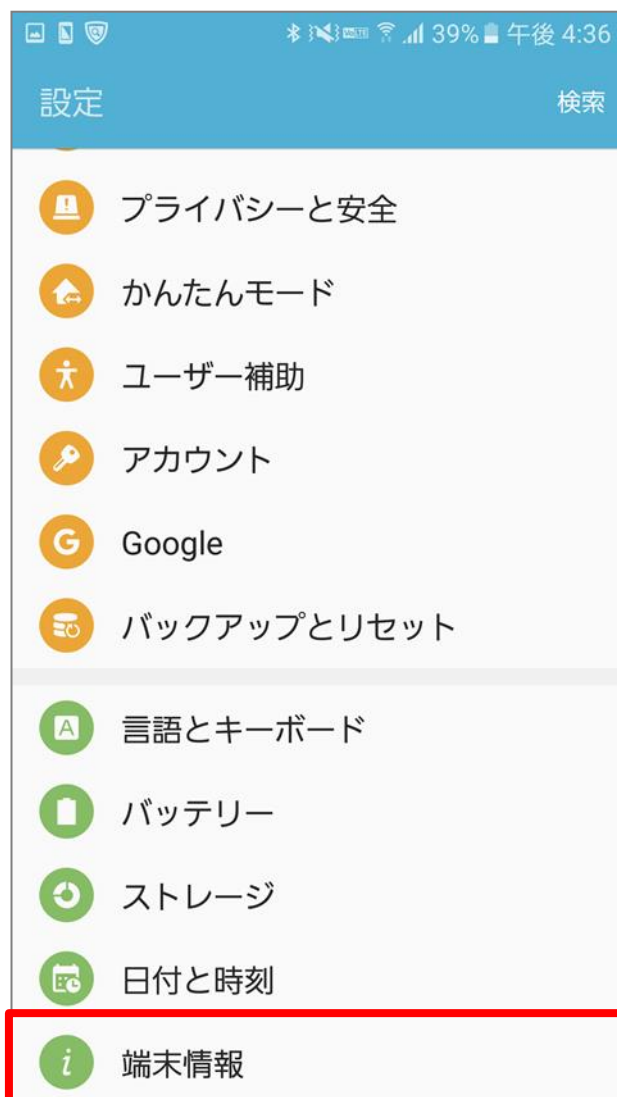 39% 午後 4:36
設定 検索
プライバシーと安全
かんたんモード
ユーザー補助
アカウント
Google
バックアップとリセット
言語とキーボード
バッテリー
ストレージ
日付と時刻
端末情報